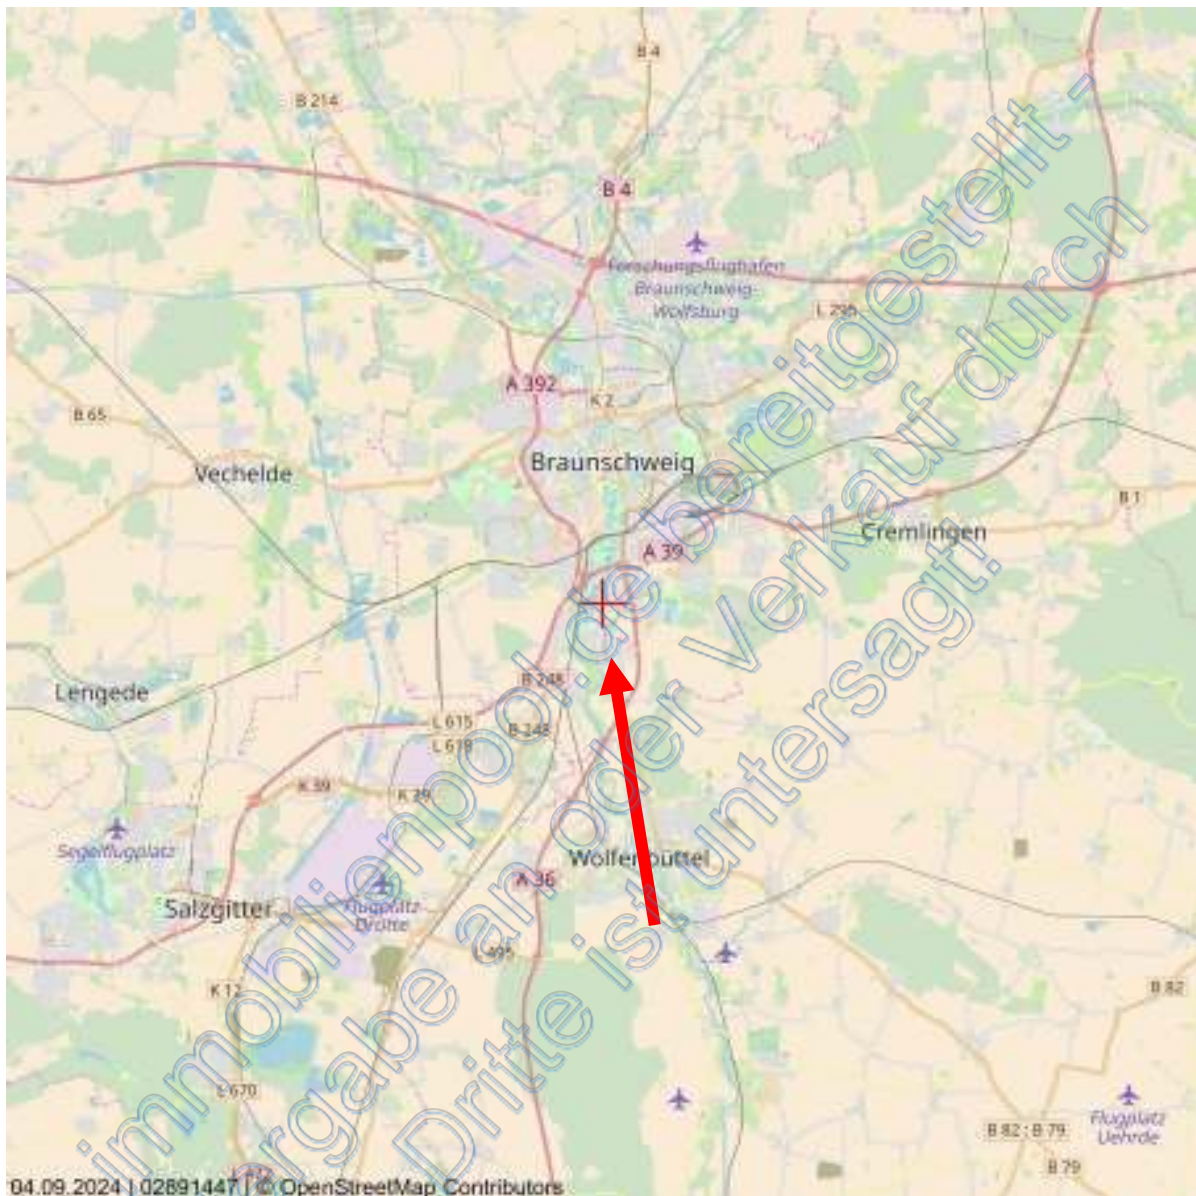 B 4
B 214
B 4
Forschungsflughafen
Braunschweig-
Wolfsburg
L 295
A 392
K 2
B 65
Braunschweig
Vechelde
B 1
Cremlingen
A 39
B 248
Lengede
L 615
B 248
L 619
K 39
K 39
Segelflugplatz
Wolfenbüttel
A 36
Salzgitter
Flugplatz
Drütte
L 495
K 12
B 82
L 670
Flugplatz
Uehrde
B 82; B 79
B 79
immobilienpool.de bereitgestellt -
ergabe an oder Verkauf durch
Dritte ist untersagt!
04.09.2024 | 02891447 | © OpenStreetMap Contributors